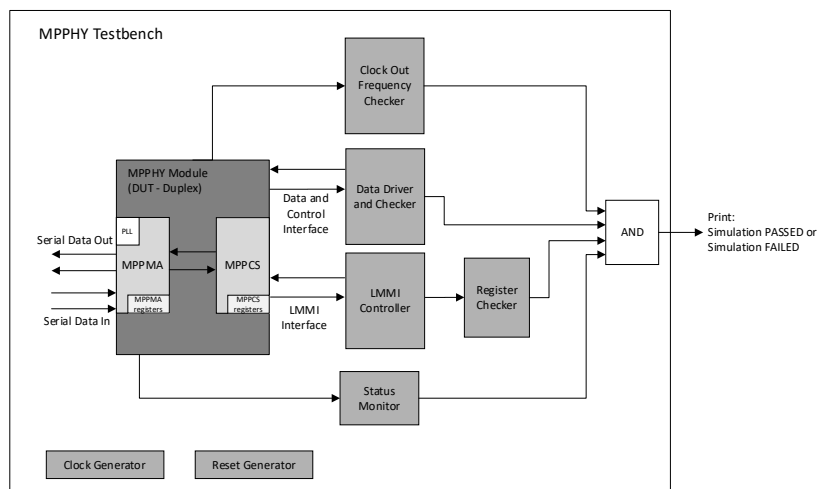 MPPHY Testbench
Clock Out
Frequency
Checker
MPPHY Module
(DUT - Duplex)
Data and
Control
Interface
Data Driver
and Checker
Print:
Simulation PASSED or
Simulation FAILED
AND
PLL
Serial Data Out
MPPMA
MPPCS
MPPMA
registers
MPPCS
registers
Serial Data In
LMMI
Interface
LMMI
Controller
Register
Checker
Status
Monitor
Clock Generator
Reset Generator